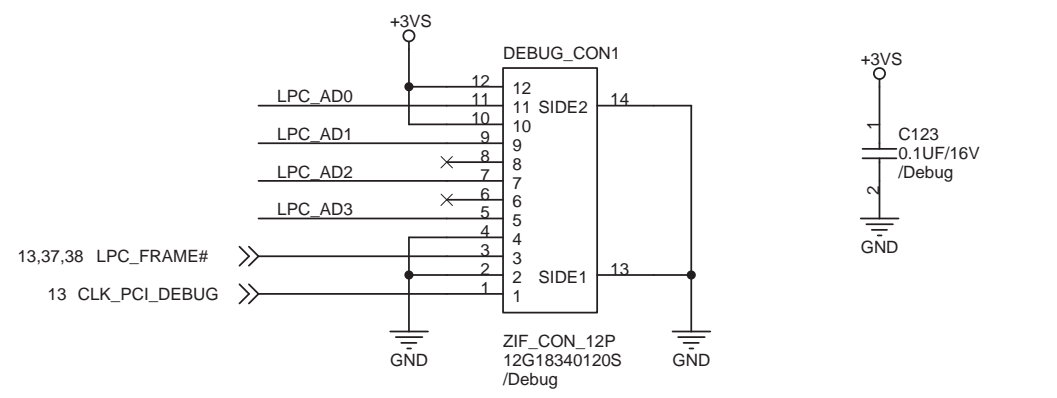 +3VS
DEBUG_CON1
12 12
LPC_AD0 11 11 SIDE2 14
10 10
LPC_AD1 9 9
8 8
LPC_AD2 7 7
6 6
LPC_AD3 5 5
4 4
13,37,38 LPC_FRAME# 3 3
2 2 SIDE1 13
13 CLK_PCI_DEBUG 1 1
GND
ZIF_CON_12P
12G18340120S
/Debug
GND
+3VS
1
C123
0.1UF/16V
/Debug
2
GND